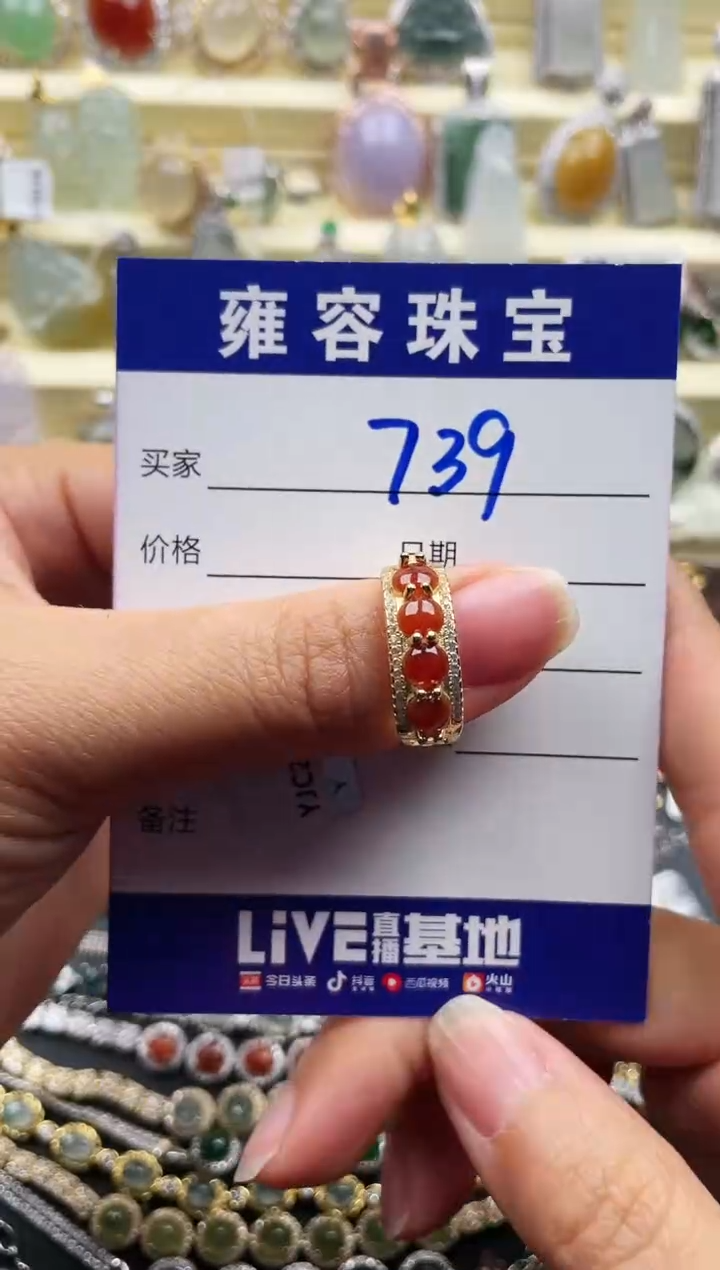 雍容珠宝
买家 739
价格 日期
YJC2
Y
备注
LiVE直播基地
今日头条 抖音 西瓜视频 火山